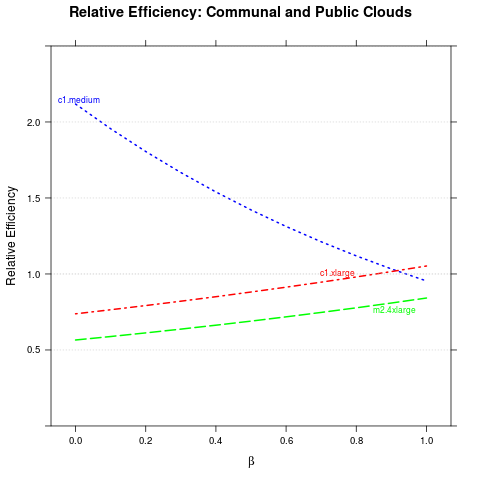 Relative Efficiency: Communal and Public Clouds
c1.medium
2.0
1.5
c1.xlarge
1.0
m2.4xlarge
0.5
Relative Efficiency
0.0 0.2 0.4 0.6 0.8 1.0
β